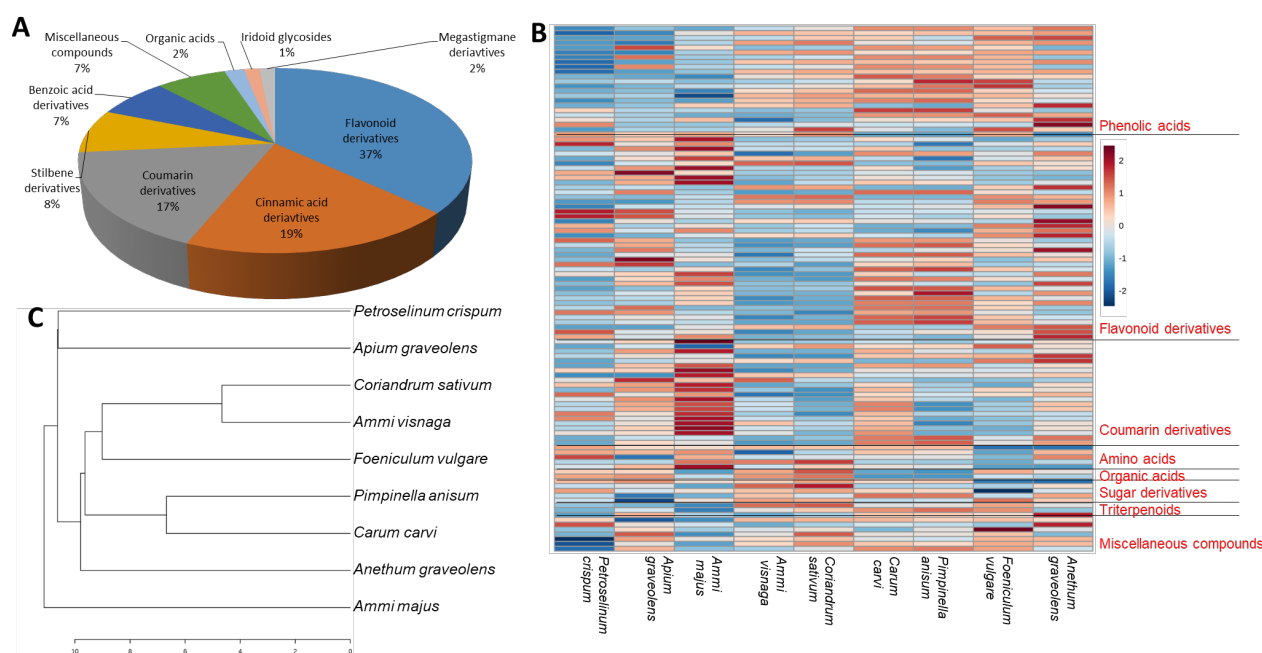 A
Miscellaneous
compounds
7%
Organic acids
2%
Iridoid glycosides
1%
Megastigmane
deriavtives
2%
Benzoic acid
derivatives
7%
Flavonoid
derivatives
37%
Stilbene
derivatives
8%
Coumarin
derivatives
17%
Cinnamic acid
deriavtives
19%
B
Phenolic acids
2
1
0
-1
-2
Flavonoid derivatives
Coumarin derivatives
Amino acids
Organic acids
Sugar derivatives
Triterpenoids
Miscellaneous compounds
Petroselinum
crispum
Apium
graveolens
Ammi
majus
Ammi
visnaga
Coriandrum
sativum
Carum
carvi
Pimpinella
anisum
Foeniculum
vulgare
Anethum
graveolens
C
Petroselinum crispum
Apium graveolens
Coriandrum sativum
Ammi visnaga
Foeniculum vulgare
Pimpinella anisum
Carum carvi
Anethum graveolens
Ammi majus
10 8 6 4 2 0